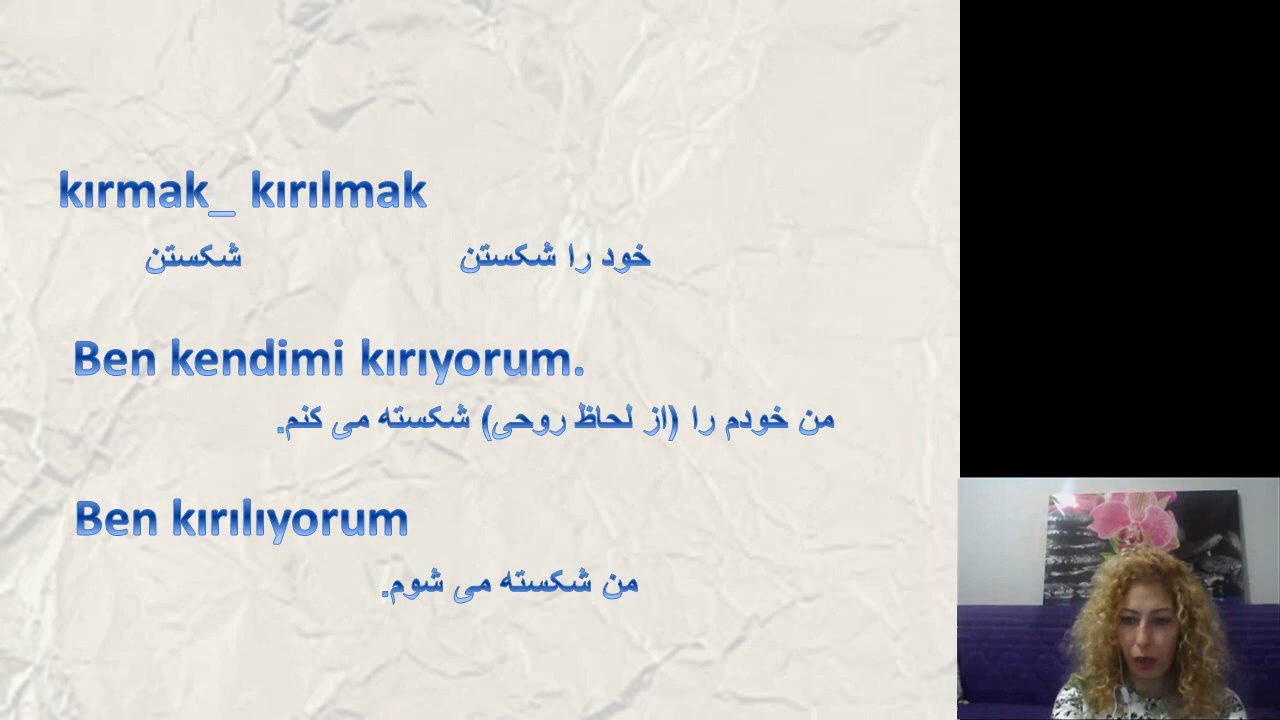 kırmak_ kırılmak
شکستن خود را شکستن
Ben kendimi kırıyorum.
من خودم را (از لحاظ روحی) شکسته می کنم.
Ben kırılıyorum
من شکسته می شوم.